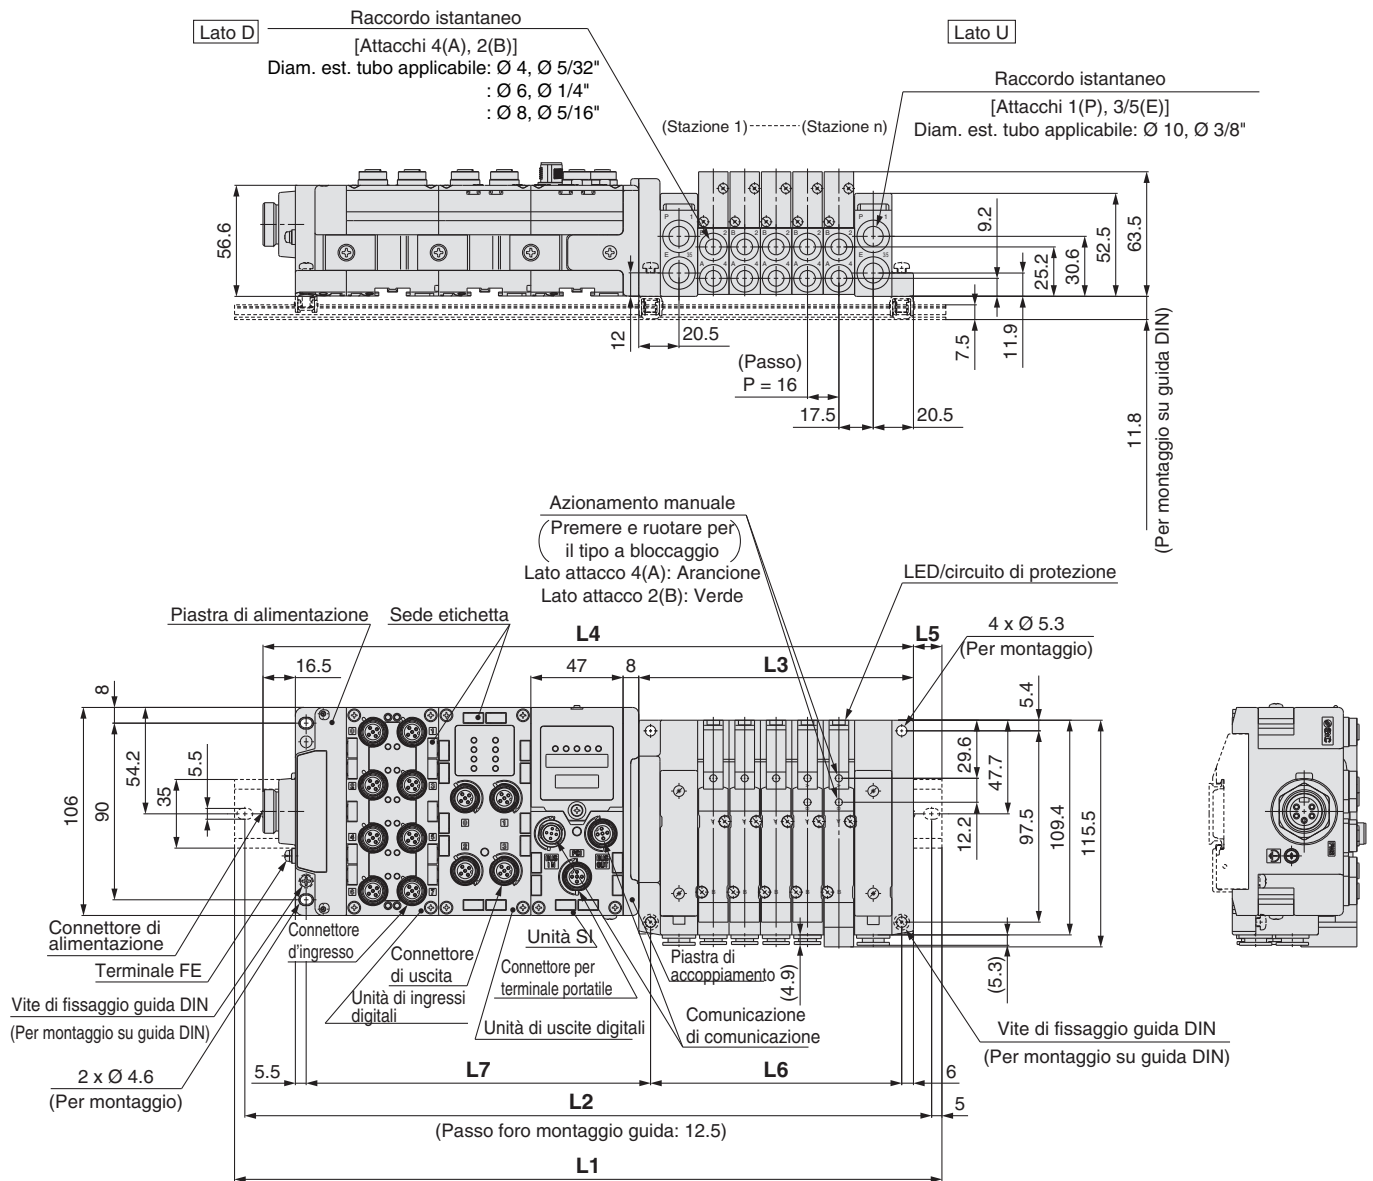 Lato D
Raccordo istantaneo
[Attacchi 4(A), 2(B)]
Diam. est. tubo applicabile: Ø 4, Ø 5/32"
: Ø 6, Ø 1/4"
: Ø 8, Ø 5/16"
Lato U
Raccordo istantaneo
[Attacchi 1(P), 3/5(E)]
Diam. est. tubo applicabile: Ø 10, Ø 3/8"
(Stazione 1)
(Stazione n)
56.6
9.2
25.2
30.6
52.5
63.5
12
20.5
(Passo)
P = 16
17.5
20.5
7.5
11.9
11.8
(Per montaggio su guida DIN)
Azionamento manuale
(Premere e ruotare per
il tipo a bloccaggio)
Lato attacco 4(A): Arancione
Lato attacco 2(B): Verde
LED/circuito di protezione
Piastra di alimentazione
Sede etichetta
L4
L5
4 x Ø 5.3
(Per montaggio)
16.5
47
8
L3
8
5.4
106
90
54.2
35
5.5
29.6
47.7
12.2
97.5
109.4
115.5
Connettore di
alimentazione
Terminale FE
Vite di fissaggio guida DIN
(Per montaggio su guida DIN)
2 x Ø 4.6
(Per montaggio)
Connettore
d'ingresso
Connettore
di uscita
Unità di ingressi
digitali
Unità SI
Connettore per
terminale portatile
Unità di uscite digitali
Piastra di
accoppiamento
(4.9)
Comunicazione
di comunicazione
(5.3)
Vite di fissaggio guida DIN
(Per montaggio su guida DIN)
5.5
L7
L6
6
L2
5
(Passo foro montaggio guida: 12.5)
L1